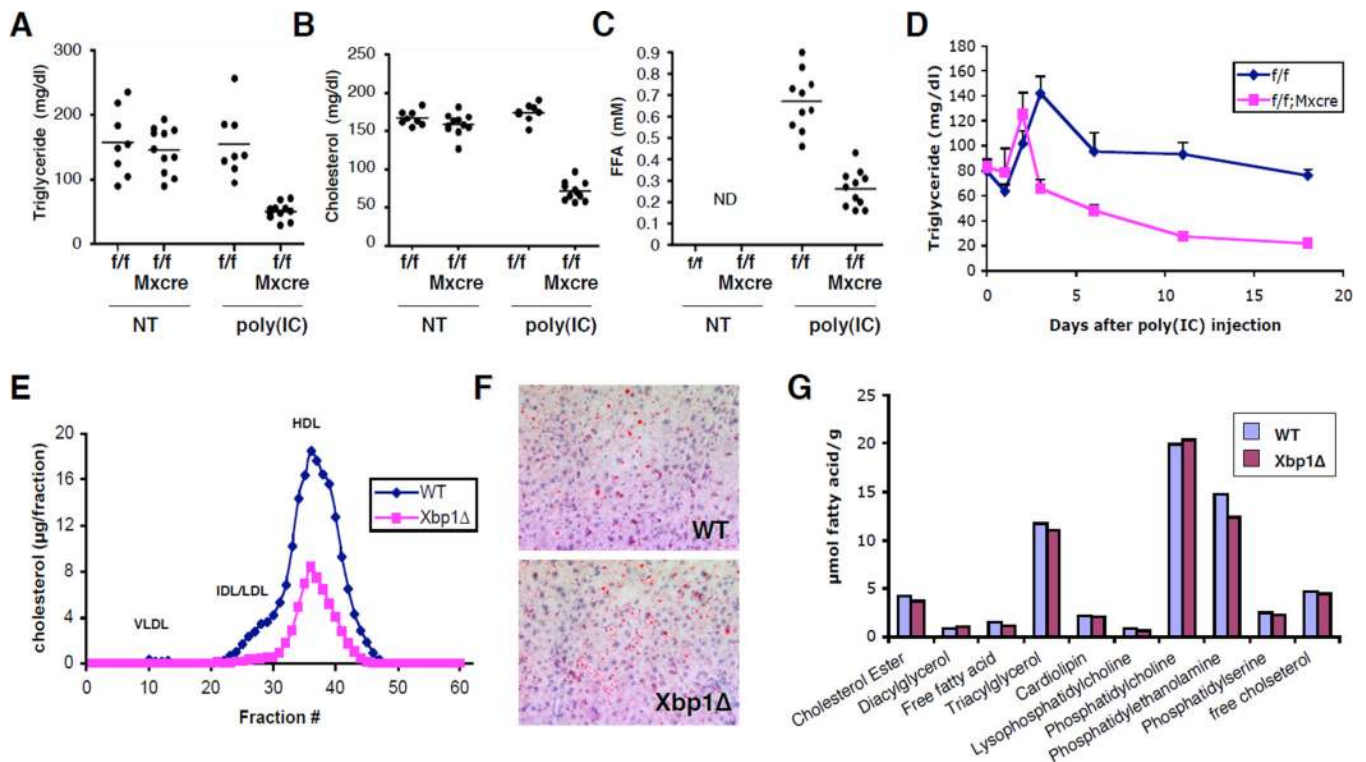 A
Triglyceride (mg/dl)
300
200
100
0
f/f f/f f/f f/f
Mxcre Mxcre
NT poly(IC)
B
Cholesterol (mg/dl)
250
200
150
100
50
0
f/f f/f f/f f/f
Mxcre Mxcre
NT poly(IC)
C
FFA (mM)
0.9
0.8
0.7
0.6
0.5
0.4
0.3
0.2
0.1
0
ND
f/f f/f f/f f/f
Mxcre Mxcre
NT poly(IC)
D
Triglyceride (mg/dl)
180
160
140
120
100
80
60
40
20
0
f/f
f/f;Mxcre
0 5 10 15 20
Days after poly(IC) injection
E
cholesterol (µg/fraction)
20
16
12
8
4
0
VLDL
IDL/LDL
HDL
WT
Xbp1Δ
0 10 20 30 40 50 60
Fraction #
F
WT
Xbp1Δ
G
µmol fatty acid/g
25
20
15
10
5
0
WT
Xbp1Δ
Cholesterol Ester
Diacylglycerol
Free fatty acid
Triacylglycerol
Cardiolipin
Lysophosphatidylcholine
Phosphatidylcholine
Phosphatidylethanolamine
Phosphatidylserine
free cholseterol